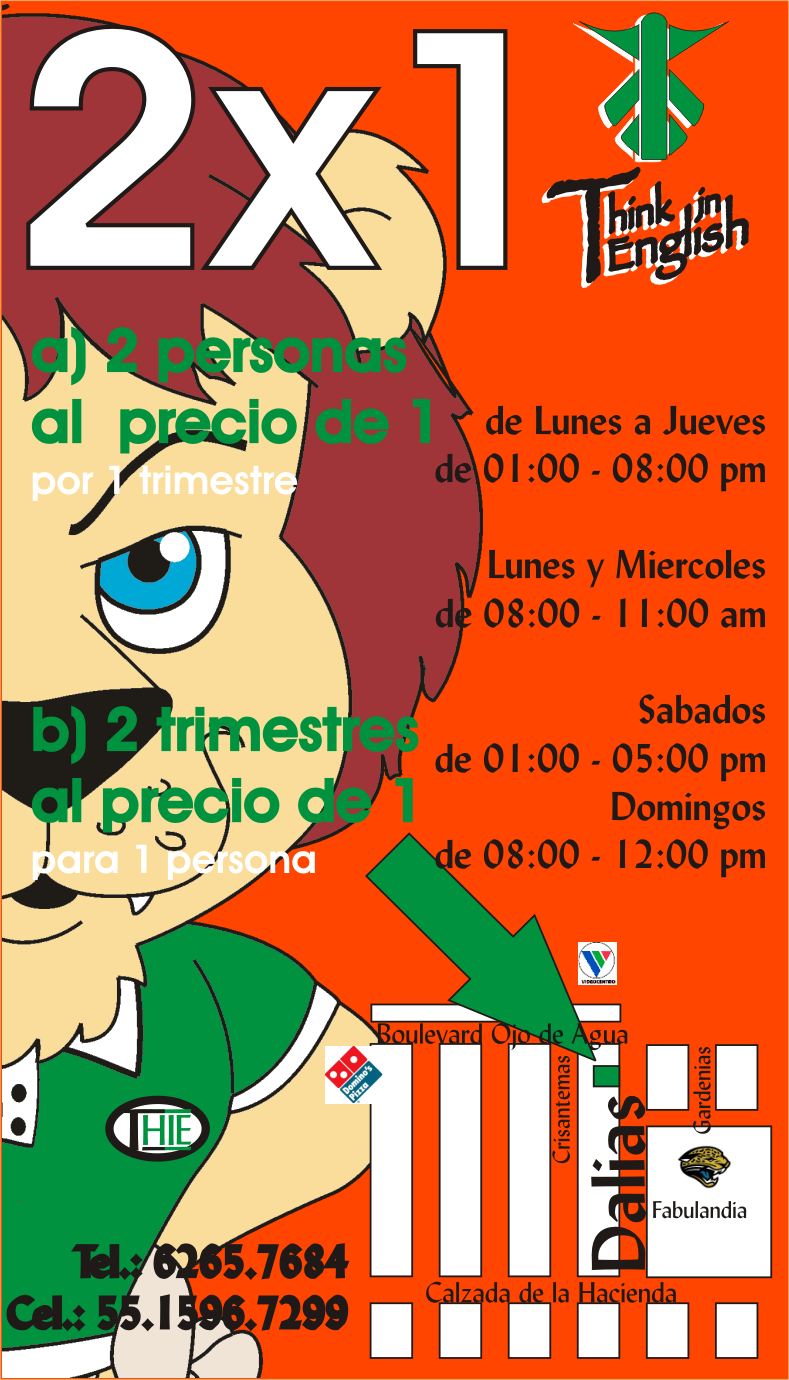 2x1
Think in
English
a) 2 personas
al precio de 1
por 1 trimestre
de Lunes a Jueves
de 01:00 - 08:00 pm
Lunes y Miercoles
de 08:00 - 11:00 am
b) 2 trimestres
al precio de 1
para 1 persona
Sabados
de 01:00 - 05:00 pm
Domingos
de 08:00 - 12:00 pm
VIDEOCENTRO
Boulevard Ojo de Agua
Domino's
Pizza
Crisantemas
Gardenias
Dalias
Fabulandia
Calzada de la Hacienda
THIE
Tel.: 6265.7684
Cel.: 55.1596.7299